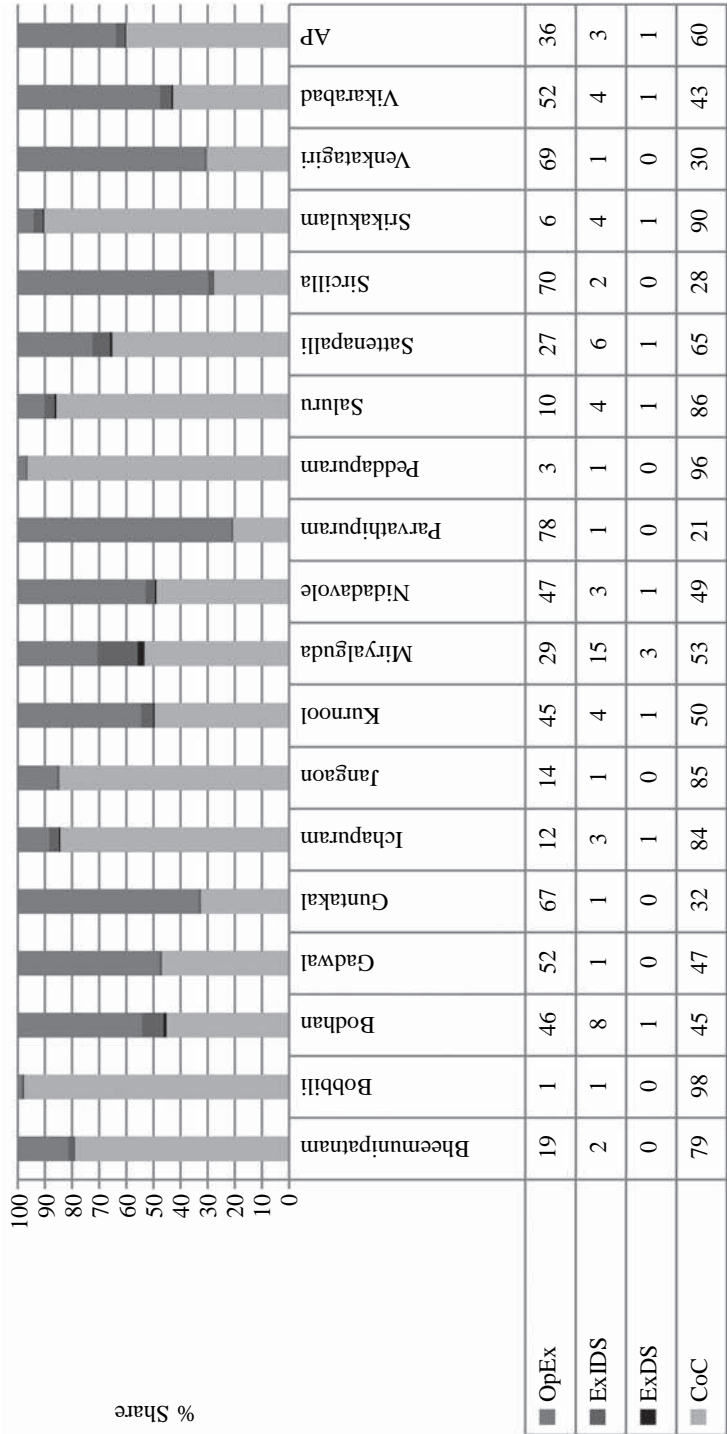 % Share
100
90
80
70
60
50
40
30
20
10
0
Bheemunipatnam Bobbili Bodhan Gadwal Guntakal Ichapuram Jangaon Kurnool Miryalguda Nidadavole Parvathipuram Peddapuram Saluru Sattenapalli Sircilla Srikakulam Venkatagiri Vikarabad AP
OpEx 19 1 46 52 67 12 14 45 29 47 78 3 10 27 70 6 69 52 36
ExIDS 2 1 8 1 1 3 1 4 15 3 1 1 4 6 2 4 1 4 3
ExDS 0 0 1 0 0 1 0 1 3 1 0 0 1 1 0 1 0 1 1
CoC 79 98 45 47 32 84 85 50 53 49 21 96 86 65 28 90 30 43 60